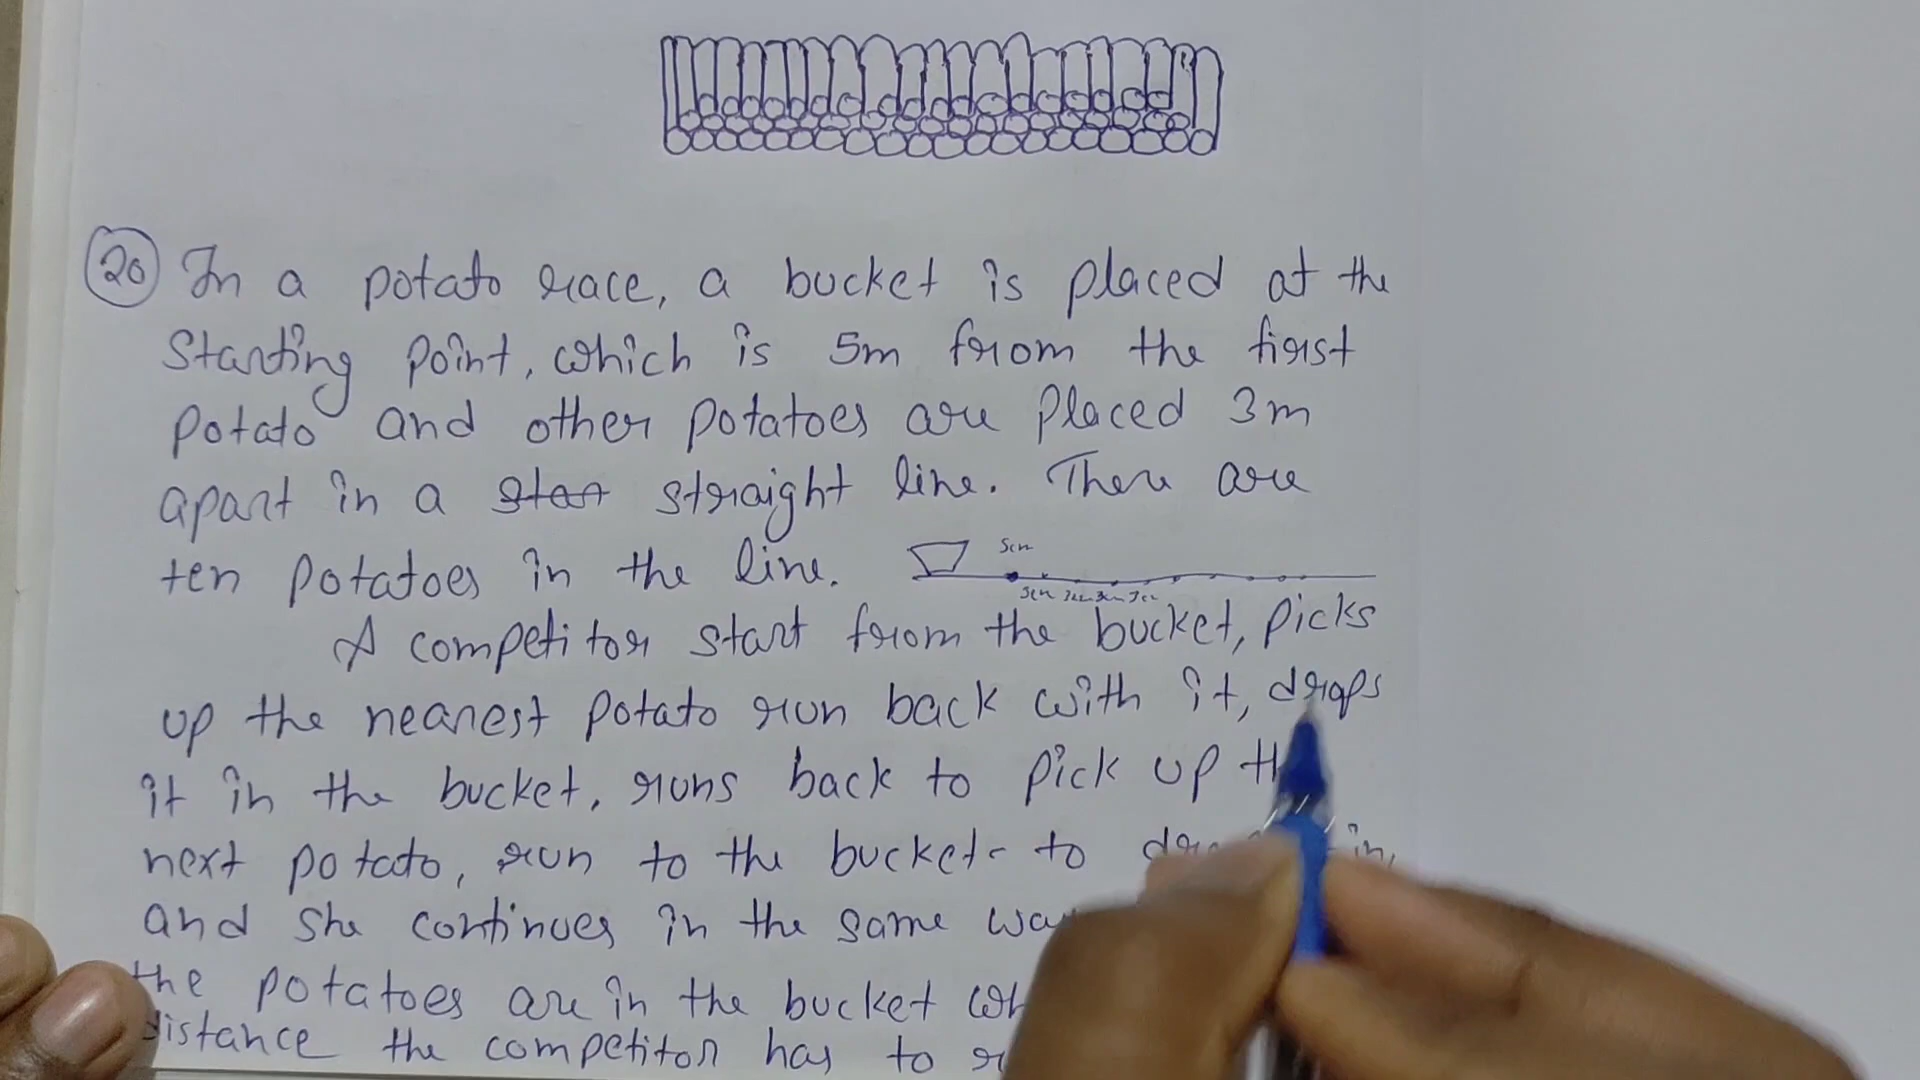 20 In a potato race, a bucket is placed at the
starting point, which is 5m from the first
potato and other potatoes are placed 3m
apart in a straight line. There are
ten potatoes in the line.
5cm
A competitor start from the bucket, picks
up the nearest potato run back with it, drops
it in the bucket, runs back to pick up
next potato, run to the bucket to in,
and she continues in the same
the potatoes are in the bucket
distance the competitor has to